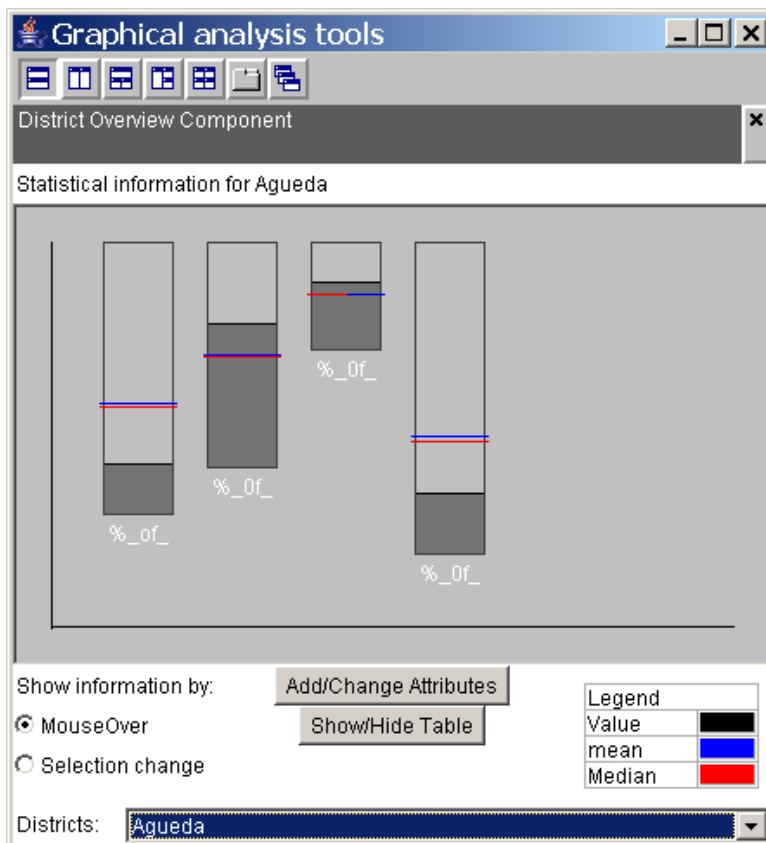 Graphical analysis tools
District Overview Component
Statistical information for Agueda
%_0f_
%_0f_
%_of_
%_0f_
Show information by:
Add/Change Attributes
MouseOver
Show/Hide Table
Selection change
Legend
Value
mean
Median
Districts:
Agueda